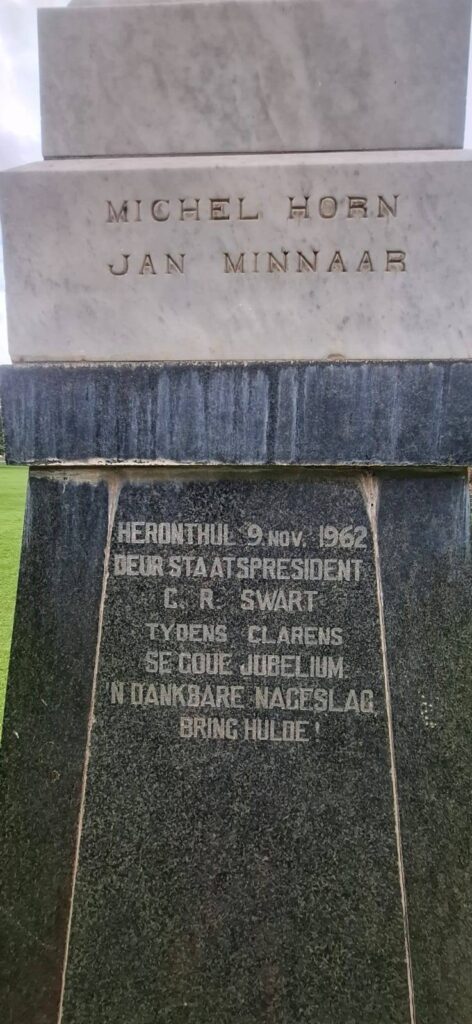 MICHEL HORN
JAN MINNAAR
HERONTHUL 9 NOV. 1962
DEUR STAATSPRESIDENT
C. R. SWART
TYDENS CLARENS
SE GOUE JUBELIUM.
'N DANKBARE NAGESLAG
BRING HULDE!